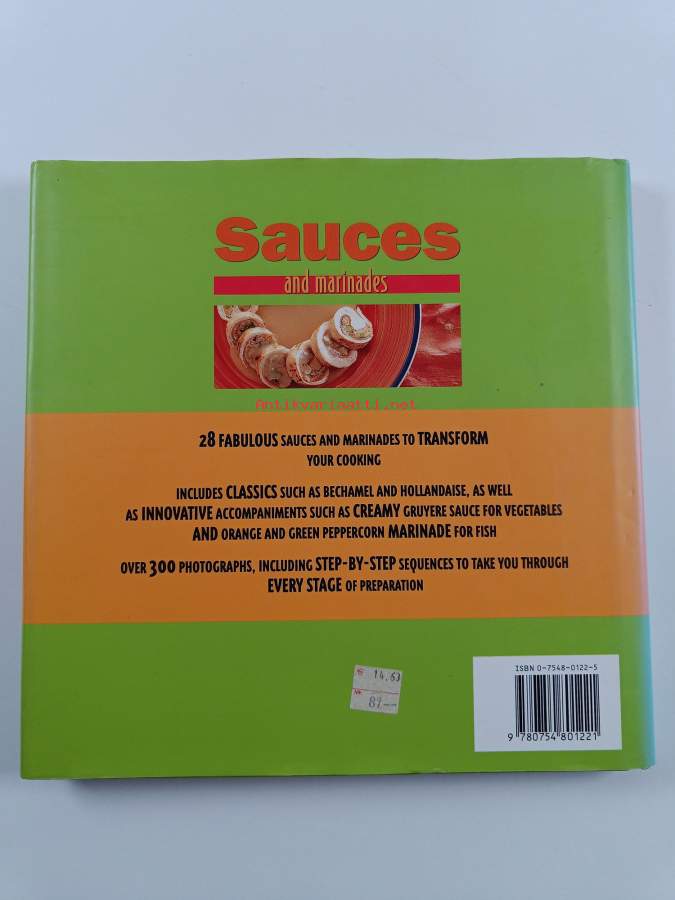 Sauces
and marinades
Antikvariaatti.net
28 FABULOUS SAUCES AND MARINADES TO TRANSFORM
YOUR COOKING
INCLUDES CLASSICS SUCH AS BECHAMEL AND HOLLANDAISE, AS WELL
AS INNOVATIVE ACCOMPANIMENTS SUCH AS CREAMY GRUYERE SAUCE FOR VEGETABLES
AND ORANGE AND GREEN PEPPERCORN MARINADE FOR FISH
OVER 300 PHOTOGRAPHS, INCLUDING STEP-BY-STEP SEQUENCES TO TAKE YOU THROUGH
EVERY STAGE OF PREPARATION
14.63
87.—
ISBN 0-7548-0122-5
9 780754 801221